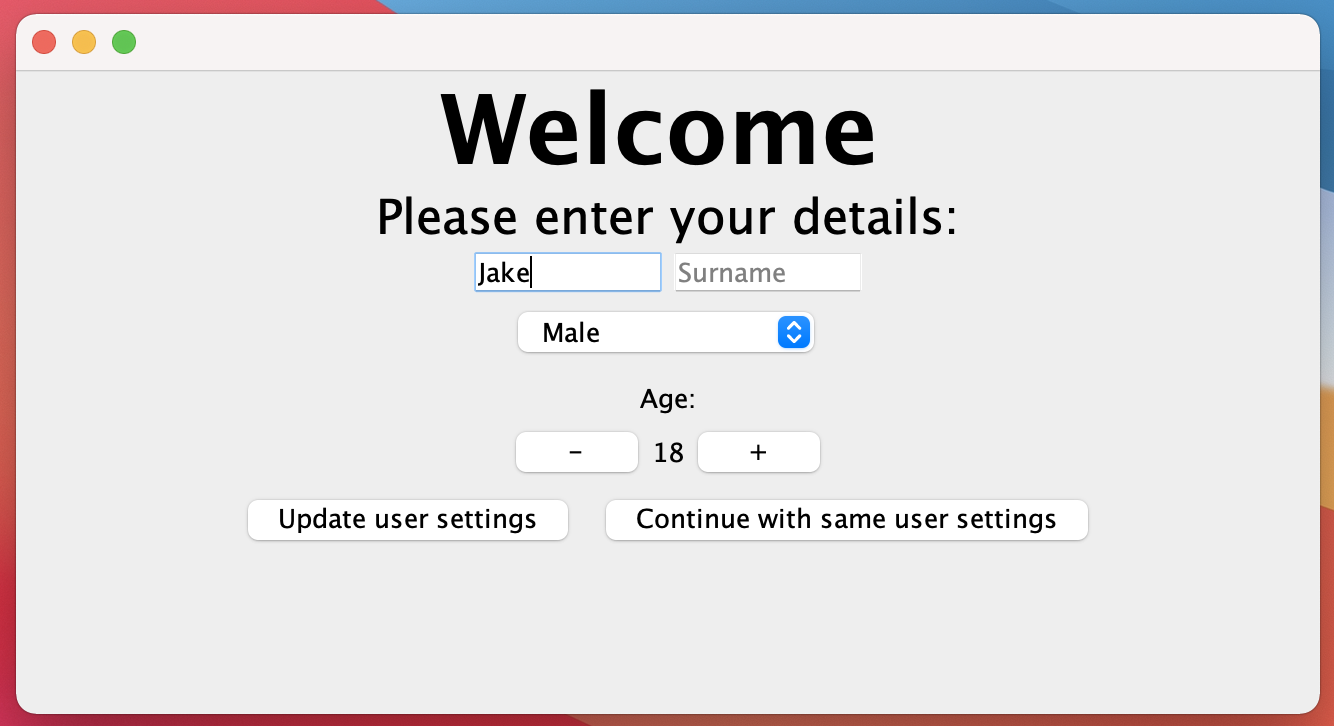 Welcome
Please enter your details:
Jake Surname
Male
Age:
- 18 +
Update user settings Continue with same user settings